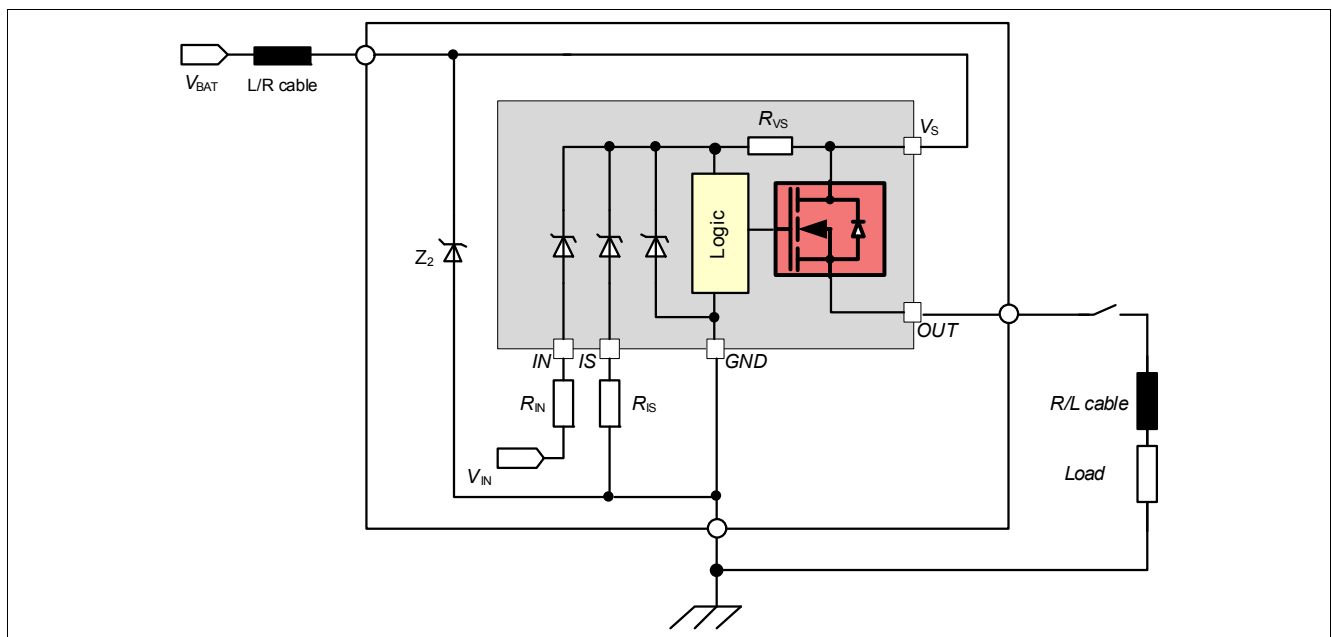 V_BAT
L/R cable
R_VS
V_S
Logic
Z_2
OUT
IN
IS
GND
R_IN
R_IS
R/L cable
V_IN
Load